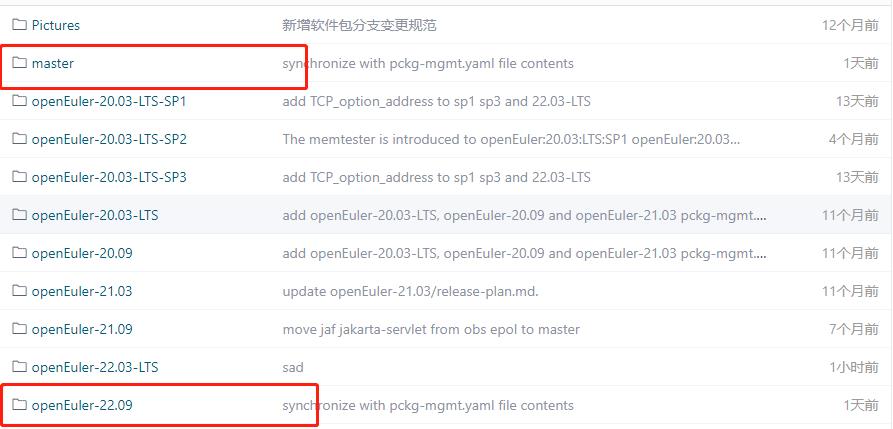 Pictures 新增软件包分支变更规范 12个月前
master synchronize with pckg-mgmt.yaml file contents 1天前
openEuler-20.03-LTS-SP1 add TCP_option_address to sp1 sp3 and 22.03-LTS 13天前
openEuler-20.03-LTS-SP2 The memtester is introduced to openEuler:20.03:LTS:SP1 openEuler:20.03... 4个月前
openEuler-20.03-LTS-SP3 add TCP_option_address to sp1 sp3 and 22.03-LTS 13天前
openEuler-20.03-LTS add openEuler-20.03-LTS, openEuler-20.09 and openEuler-21.03 pckg-mgmt.... 11个月前
openEuler-20.09 add openEuler-20.03-LTS, openEuler-20.09 and openEuler-21.03 pckg-mgmt.... 11个月前
openEuler-21.03 update openEuler-21.03/release-plan.md. 11个月前
openEuler-21.09 move jaf jakarta-servlet from obs epol to master 7个月前
openEuler-22.03-LTS sad 1小时前
openEuler-22.09 synchronize with pckg-mgmt.yaml file contents 1天前